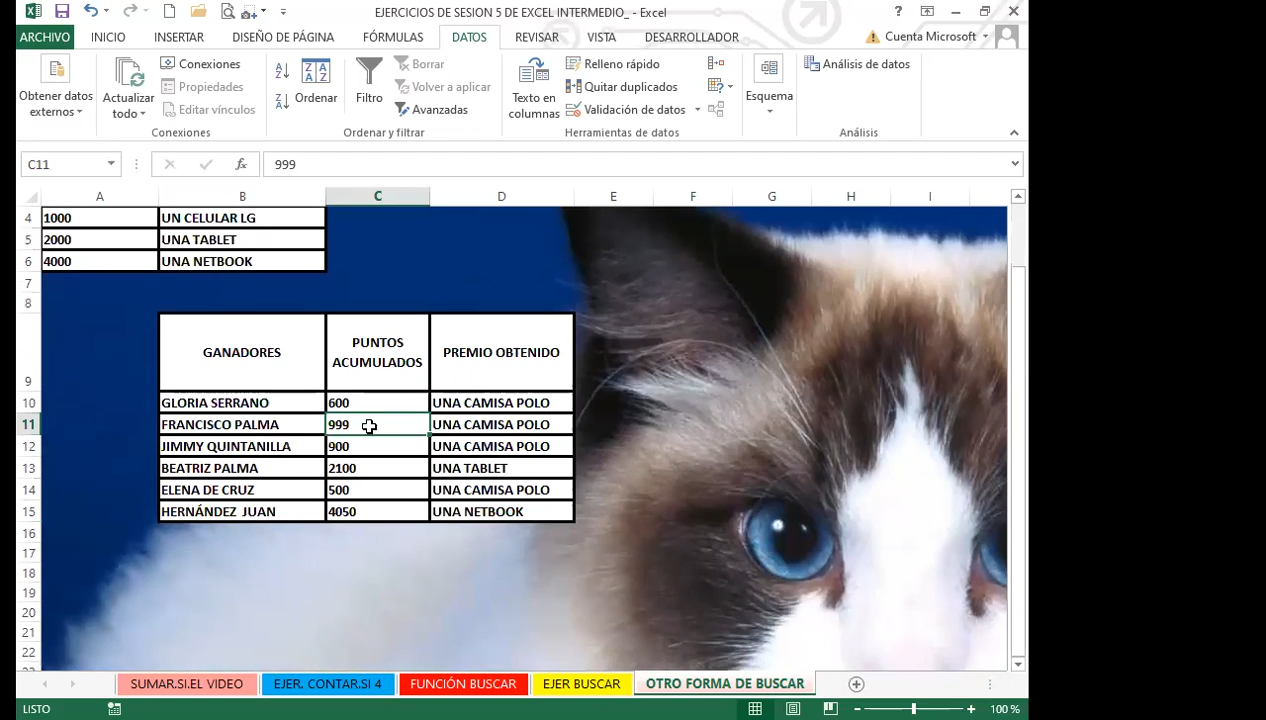 EJERCICIOS DE SESION 5 DE EXCEL INTERMEDIO_ - Excel
ARCHIVO INICIO INSERTAR DISEÑO DE PÁGINA FÓRMULAS DATOS REVISAR VISTA DESARROLLADOR Cuenta Microsoft
Obtener datos externos
Actualizar todo
Conexiones
Propiedades
Editar vínculos
Conexiones
Ordenar
Filtro
Borrar
Volver a aplicar
Avanzadas
Ordenar y filtrar
Texto en columnas
Relleno rápido
Quitar duplicados
Validación de datos
Herramientas de datos
Esquema
Análisis de datos
Análisis
C11 fx 999
A B C D E F G H I
4 1000 UN CELULAR LG
5 2000 UNA TABLET
6 4000 UNA NETBOOK
7
8
9 GANADORES PUNTOS ACUMULADOS PREMIO OBTENIDO
10 GLORIA SERRANO 600 UNA CAMISA POLO
11 FRANCISCO PALMA 999 UNA CAMISA POLO
12 JIMMY QUINTANILLA 900 UNA CAMISA POLO
13 BEATRIZ PALMA 2100 UNA TABLET
14 ELENA DE CRUZ 500 UNA CAMISA POLO
15 HERNÁNDEZ JUAN 4050 UNA NETBOOK
16
17
18
19
20
21
22
SUMAR.SI.EL VIDEO EJER. CONTAR.SI 4 FUNCIÓN BUSCAR EJER BUSCAR OTRO FORMA DE BUSCAR
LISTO 100 %